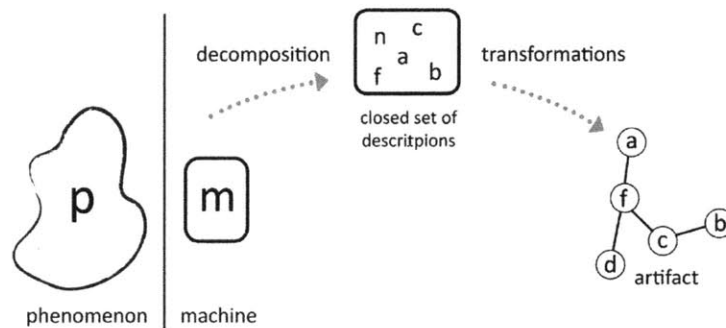 decomposition
n c
a
f b
transformations
closed set of
descritpions
p
m
a
f
c
b
d
artifact
phenomenon
machine